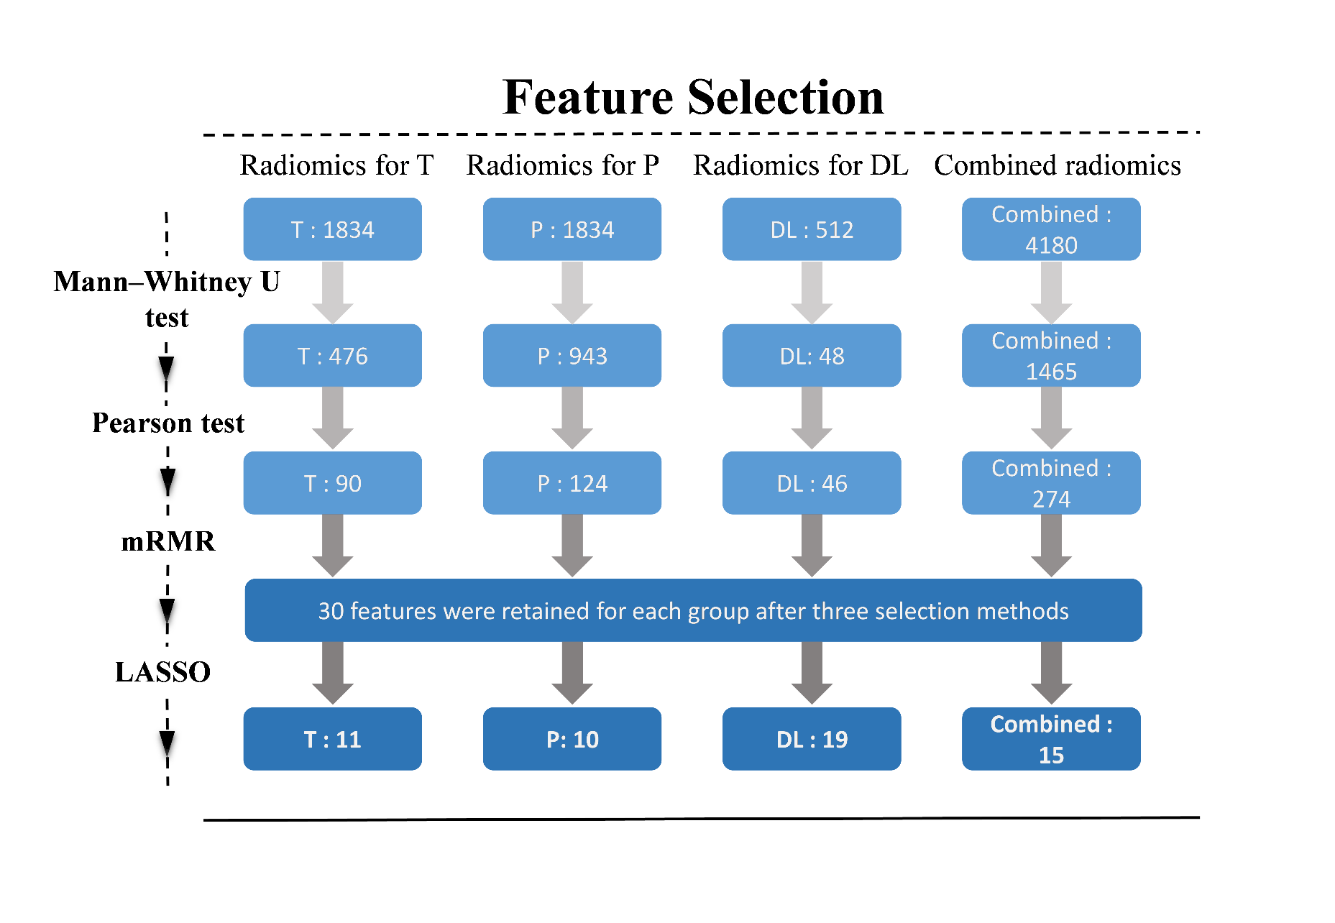 Feature Selection
Radiomics for T
Radiomics for P
Radiomics for DL
Combined radiomics
T : 1834
P : 1834
DL : 512
Combined :
4180
Mann–Whitney U
test
T : 476
P : 943
DL: 48
Combined :
1465
Pearson test
T : 90
P : 124
DL : 46
Combined :
274
mRMR
30 features were retained for each group after three selection methods
LASSO
T : 11
P: 10
DL : 19
Combined :
15